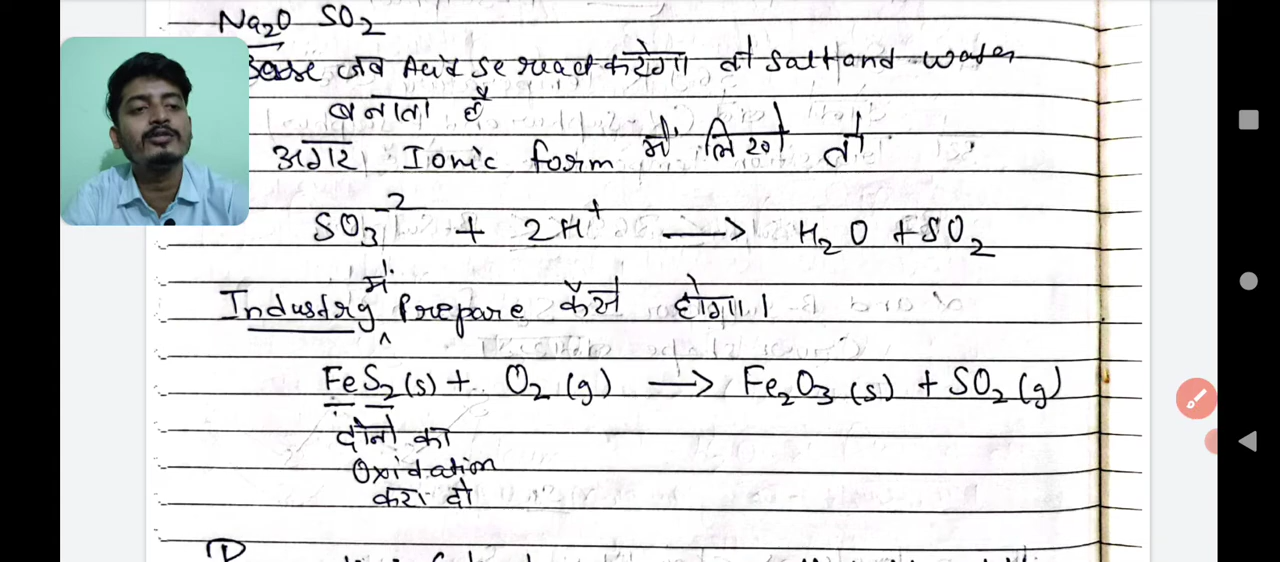 Na₂O SO₂
Base जब Acid se react करेगा तो Salt and water
बनाता है
अगर Ionic form में लिखे तो
SO₃⁻² + 2H⁺ ⟶ H₂O + SO₂
Industry में Prepare कैसे होगा।
FeS₂ (s) + O₂ (g) ⟶ Fe₂O₃ (s) + SO₂ (g)
दोनो का
Oxidation
करा दो